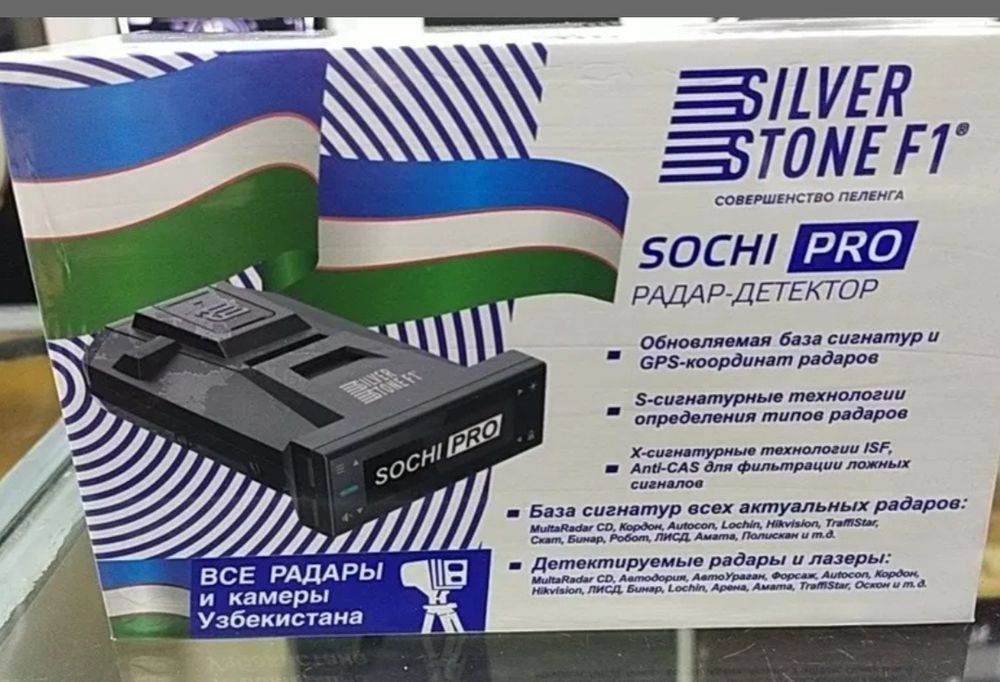 SILVER
STONE F1®
СОВЕРШЕНСТВО ПЕЛЕНГА
SOCHI PRO
РАДАР-ДЕТЕКТОР
Обновляемая база сигнатур и
GPS-координат радаров
S-сигнатурные технологии
определения типов радаров
X-сигнатурные технологии ISF,
Anti-CAS для фильтрации ложных
сигналов
База сигнатур всех актуальных радаров:
MultaRadar CD, Кордон, Autocon, Lochin, Hikvision, TraffiStar,
Скат, Бинар, Робот, ЛИСД, Амата, Полискан и т.д.
Детектируемые радары и лазеры:
MultaRadar CD, Автодория, АвтоУраган, Форсаж, Autocon, Кордон,
Hikvision, ЛИСД, Бинар, Lochin, Арена, Амата, TraffiStar, Оскон и т.д.
SILVER
STONE F1
SOCHI PRO
ВСЕ РАДАРЫ
и камеры
Узбекистана